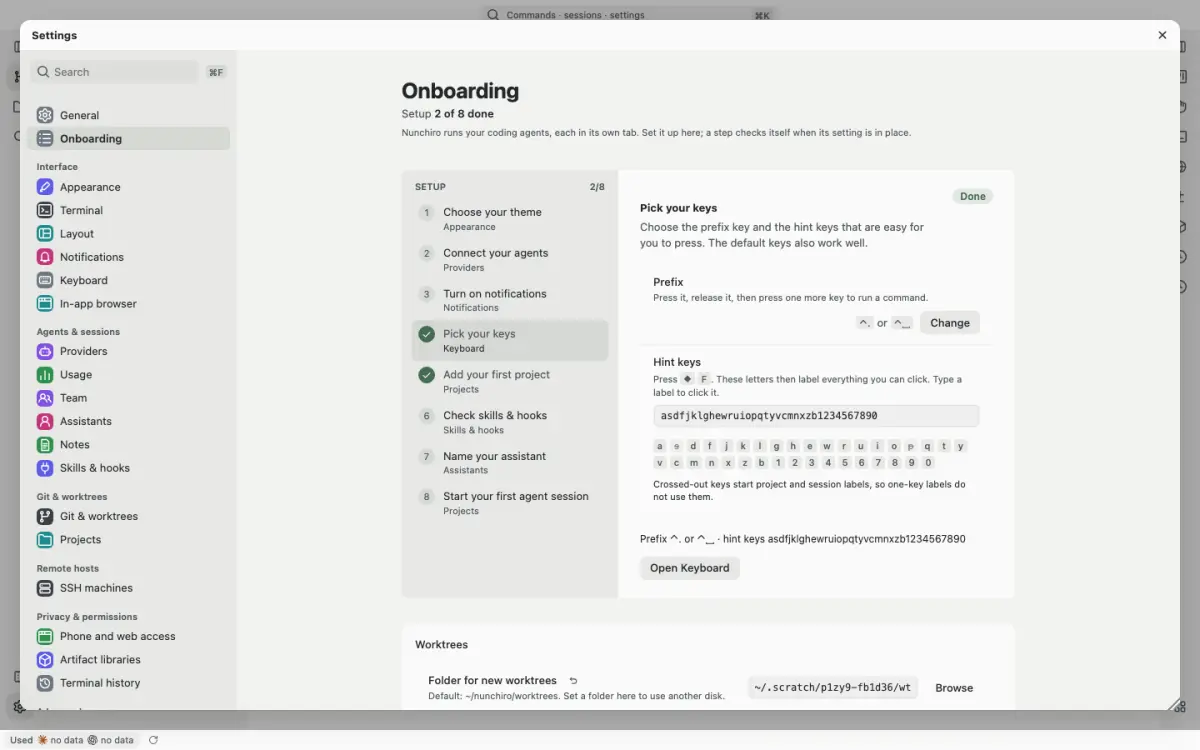 Commands · sessions · settings ⌘K
Settings
Search ⌘F
General
Onboarding
Interface
Appearance
Terminal
Layout
Notifications
Keyboard
In-app browser
Agents & sessions
Providers
Usage
Team
Assistants
Notes
Skills & hooks
Git & worktrees
Git & worktrees
Projects
Remote hosts
SSH machines
Privacy & permissions
Phone and web access
Artifact libraries
Terminal history
Onboarding
Setup 2 of 8 done
Nunchiro runs your coding agents, each in its own tab. Set it up here; a step checks itself when its setting is in place.
SETUP 2/8
1 Choose your theme
Appearance
2 Connect your agents
Providers
3 Turn on notifications
Notifications
Pick your keys
Keyboard
Add your first project
Projects
6 Check skills & hooks
Skills & hooks
7 Name your assistant
Assistants
8 Start your first agent session
Projects
Done
Pick your keys
Choose the prefix key and the hint keys that are easy for
you to press. The default keys also work well.
Prefix
Press it, release it, then press one more key to run a command.
^. or ^⎵ Change
Hint keys
Press ◆ F. These letters then label everything you can click. Type a
label to click it.
asdfjklghewruiopqtyvcmnxzb1234567890
a s d f j k l g h e w r u i o p q t y
v c m n x z b 1 2 3 4 5 6 7 8 9 0
Crossed-out keys start project and session labels, so one-key labels do
not use them.
Prefix ^. or ^⎵ · hint keys asdfjklghewruiopqtyvcmnxzb1234567890
Open Keyboard
Worktrees
Folder for new worktrees
Default: ~/nunchiro/worktrees. Set a folder here to use another disk.
~/.scratch/p1zy9-fb1d36/wt Browse
Used no data no data